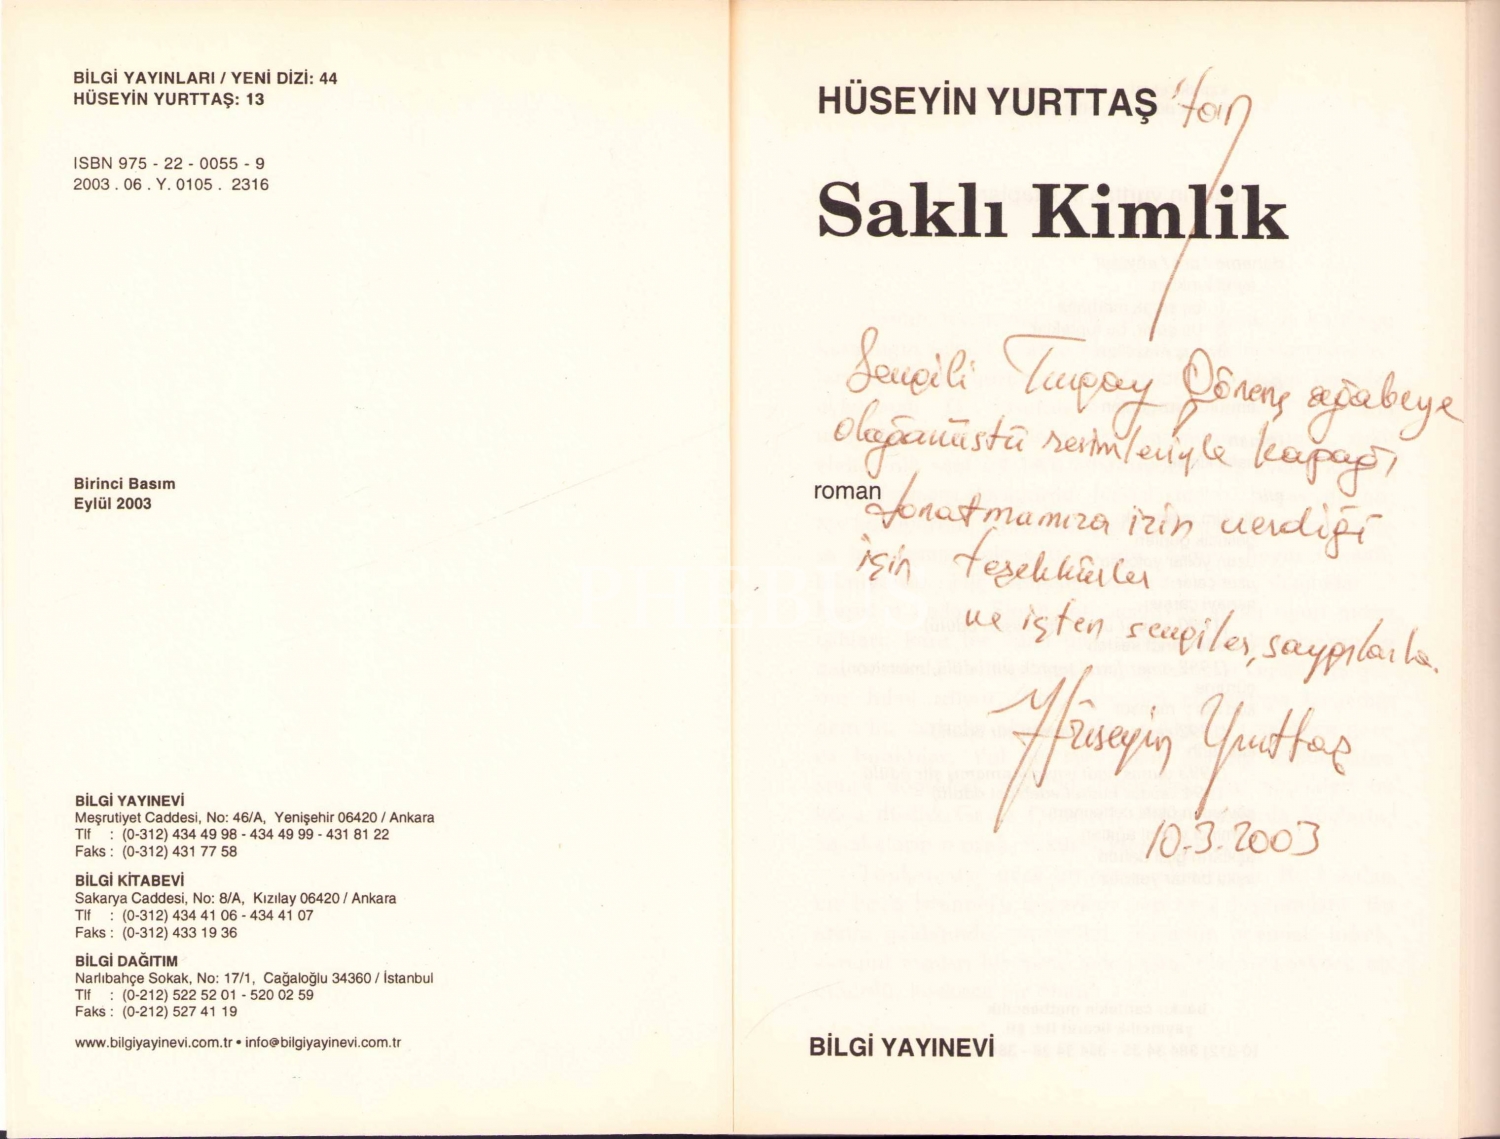 BİLGİ YAYINLARI / YENİ DİZİ: 44
HÜSEYİN YURTTAŞ: 13
ISBN 975 - 22 - 0055 - 9
2003 . 06 . Y. 0105 . 2316
Birinci Basım
Eylül 2003
BİLGİ YAYINEVİ
Meşrutiyet Caddesi, No: 46/A, Yenişehir 06420 / Ankara
Tlf : (0-312) 434 49 98 - 434 49 99 - 431 81 22
Faks : (0-312) 431 77 58
BİLGİ KİTABEVİ
Sakarya Caddesi, No: 8/A, Kızılay 06420 / Ankara
Tlf : (0-312) 434 41 06 - 434 41 07
Faks : (0-312) 433 19 36
BİLGİ DAĞITIM
Narlıbahçe Sokak, No: 17/1, Cağaloğlu 34360 / İstanbul
Tlf : (0-212) 522 52 01 - 520 02 59
Faks : (0-212) 527 41 19
www.bilgiyayinevi.com.tr • info@bilgiyayinevi.com.tr
HÜSEYİN YURTTAŞ 'tan
Saklı Kimlik
Sevgili Turgay Gönenç ağabeye
olağanüstü resimleriyle kapağı
roman
donatmamıza izin verdiği
için teşekkürler
ve içten sevgiler, saygılarla.
Hüseyin Yurttaş
10.3.2003
BİLGİ YAYINEVİ